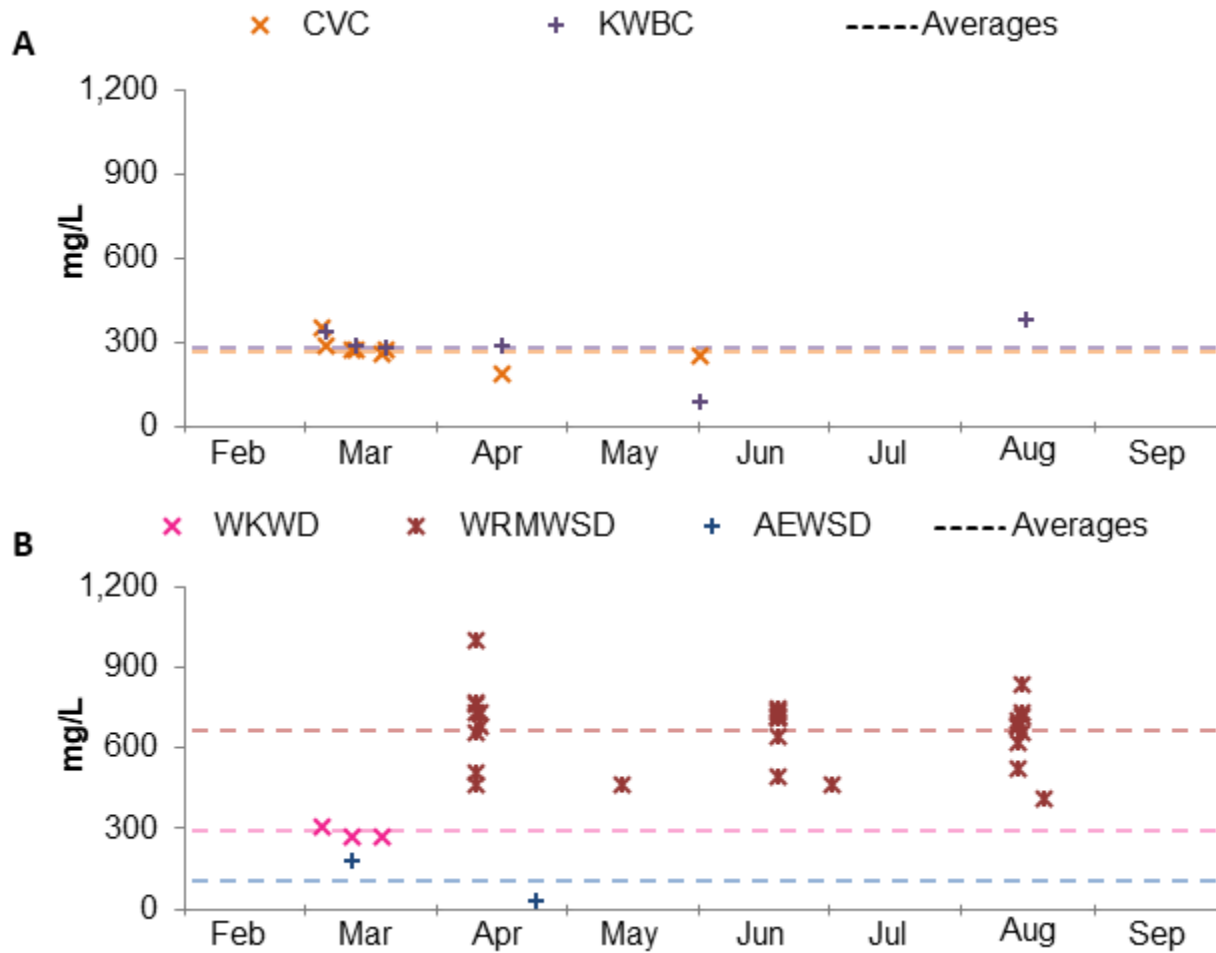 A
CVC KWBC Averages
1,200
900
600
300
0
mg/L
Feb Mar Apr May Jun Jul Aug Sep
B
WKWD WRMWSD AEWSD Averages
1,200
900
600
300
0
mg/L
Feb Mar Apr May Jun Jul Aug Sep